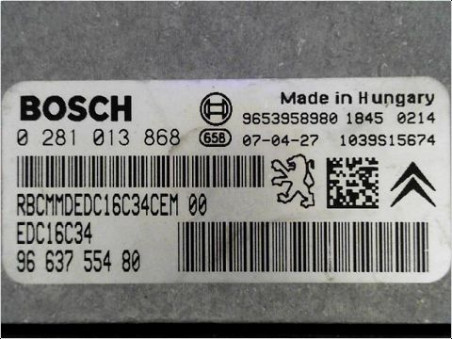 BOSCH
Made in Hungary
9653958980 1845 0214
0 281 013 868 658 07-04-27 1039S15674
RBCMMDEDC16C34CEM 00
EDC16C34
96 637 554 80